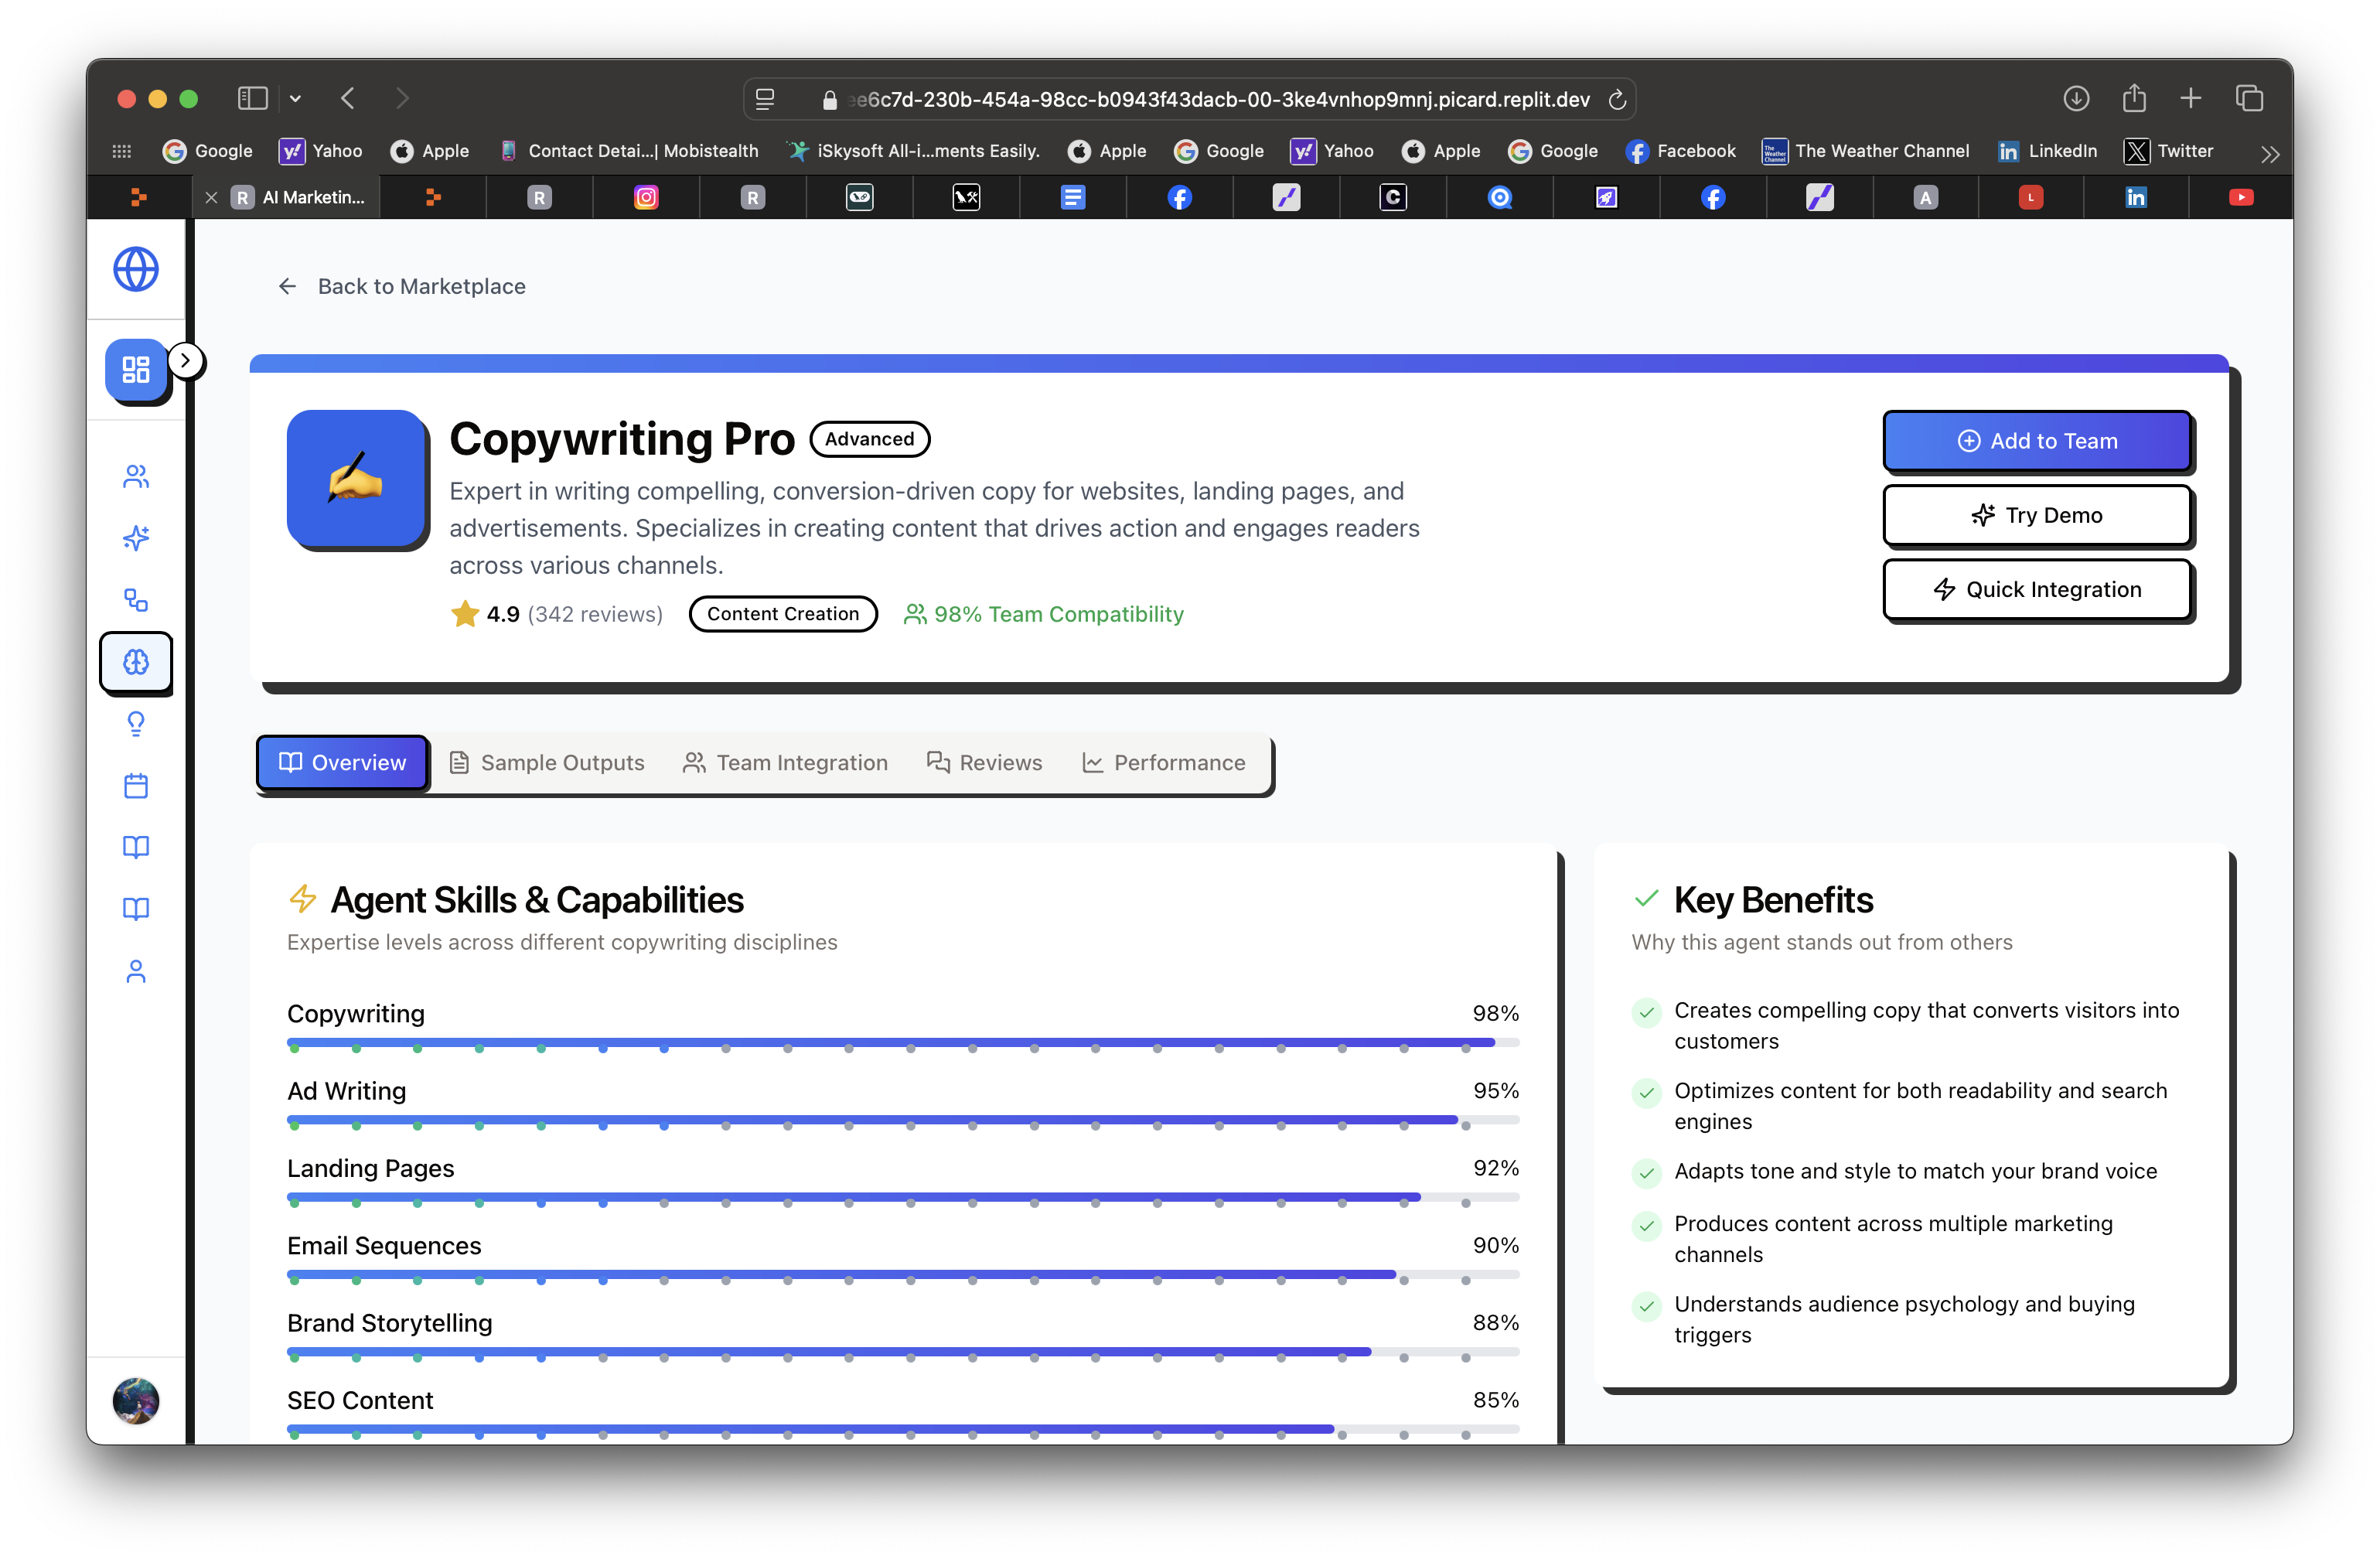 ee6c7d-230b-454a-98cc-b0943f43dacb-00-3ke4vnhop9mnj.picard.replit.dev
Google
Yahoo
Apple
Contact Detai...| Mobistealth
iSkysoft All-i...ments Easily.
Apple
Google
Yahoo
Apple
Google
Facebook
The Weather Channel
LinkedIn
Twitter
R AI Marketin...
R
R
C
A
L
in
Back to Marketplace
Copywriting Pro
Advanced
Expert in writing compelling, conversion-driven copy for websites, landing pages, and
advertisements. Specializes in creating content that drives action and engages readers
across various channels.
4.9 (342 reviews)
Content Creation
98% Team Compatibility
Add to Team
Try Demo
Quick Integration
Overview
Sample Outputs
Team Integration
Reviews
Performance
Agent Skills & Capabilities
Expertise levels across different copywriting disciplines
Copywriting 98%
Ad Writing 95%
Landing Pages 92%
Email Sequences 90%
Brand Storytelling 88%
SEO Content 85%
Key Benefits
Why this agent stands out from others
Creates compelling copy that converts visitors into
customers
Optimizes content for both readability and search
engines
Adapts tone and style to match your brand voice
Produces content across multiple marketing
channels
Understands audience psychology and buying
triggers